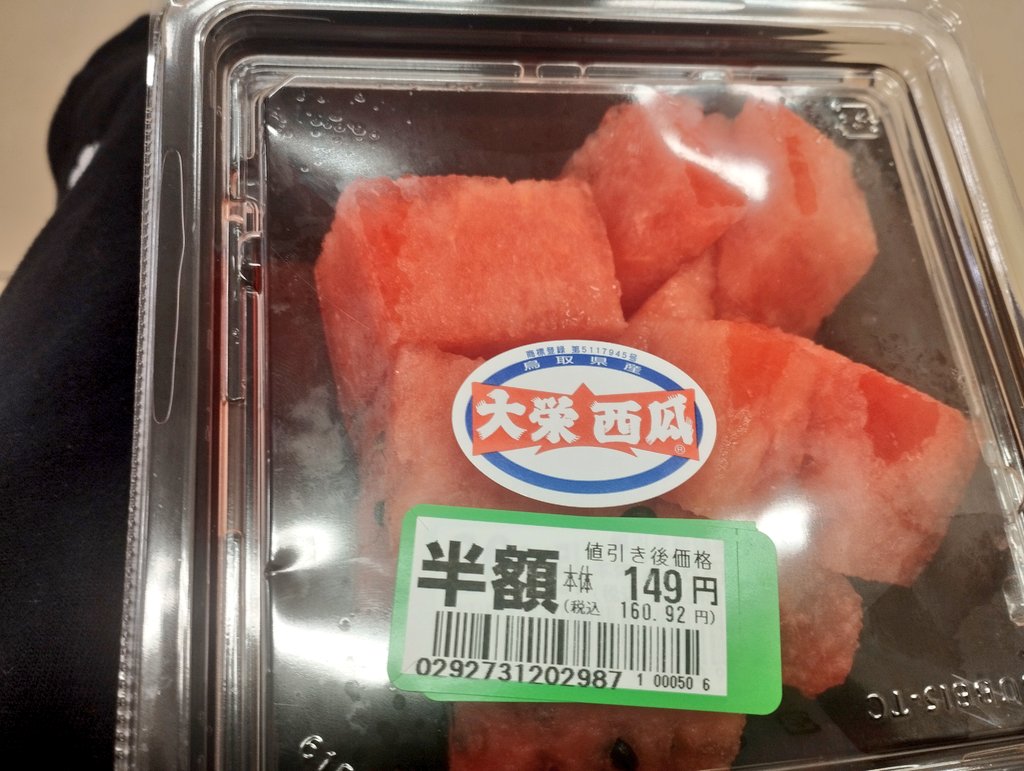 商標登録 第5117945号
鳥取県産
大栄西瓜
®
半額
値引き後価格
本体 149円
(税込 160.92円)
0292731202987 1 00050 6